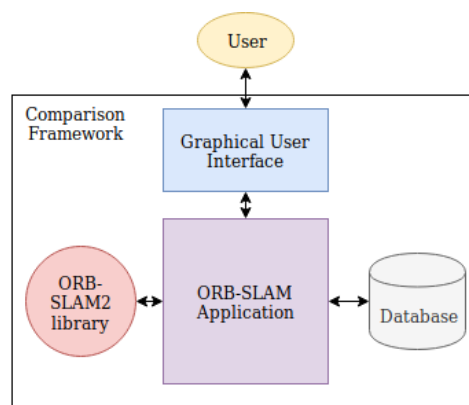 User
Comparison
Framework
Graphical User
Interface
ORB-
SLAM2
library
ORB-SLAM
Application
Database